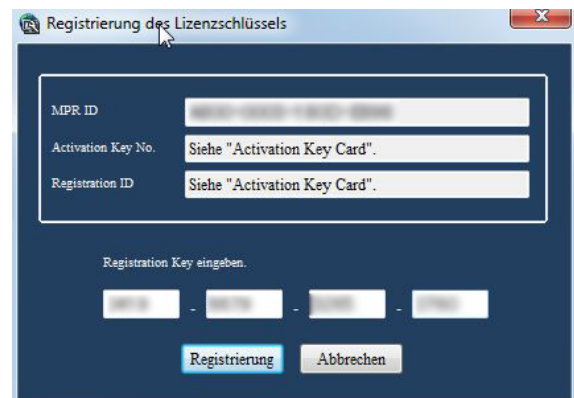 Registrierung des Lizenzschlüssels
MPR ID
Activation Key No. Siehe "Activation Key Card".
Registration ID Siehe "Activation Key Card".
Registration Key eingeben.
- - -
Registrierung Abbrechen